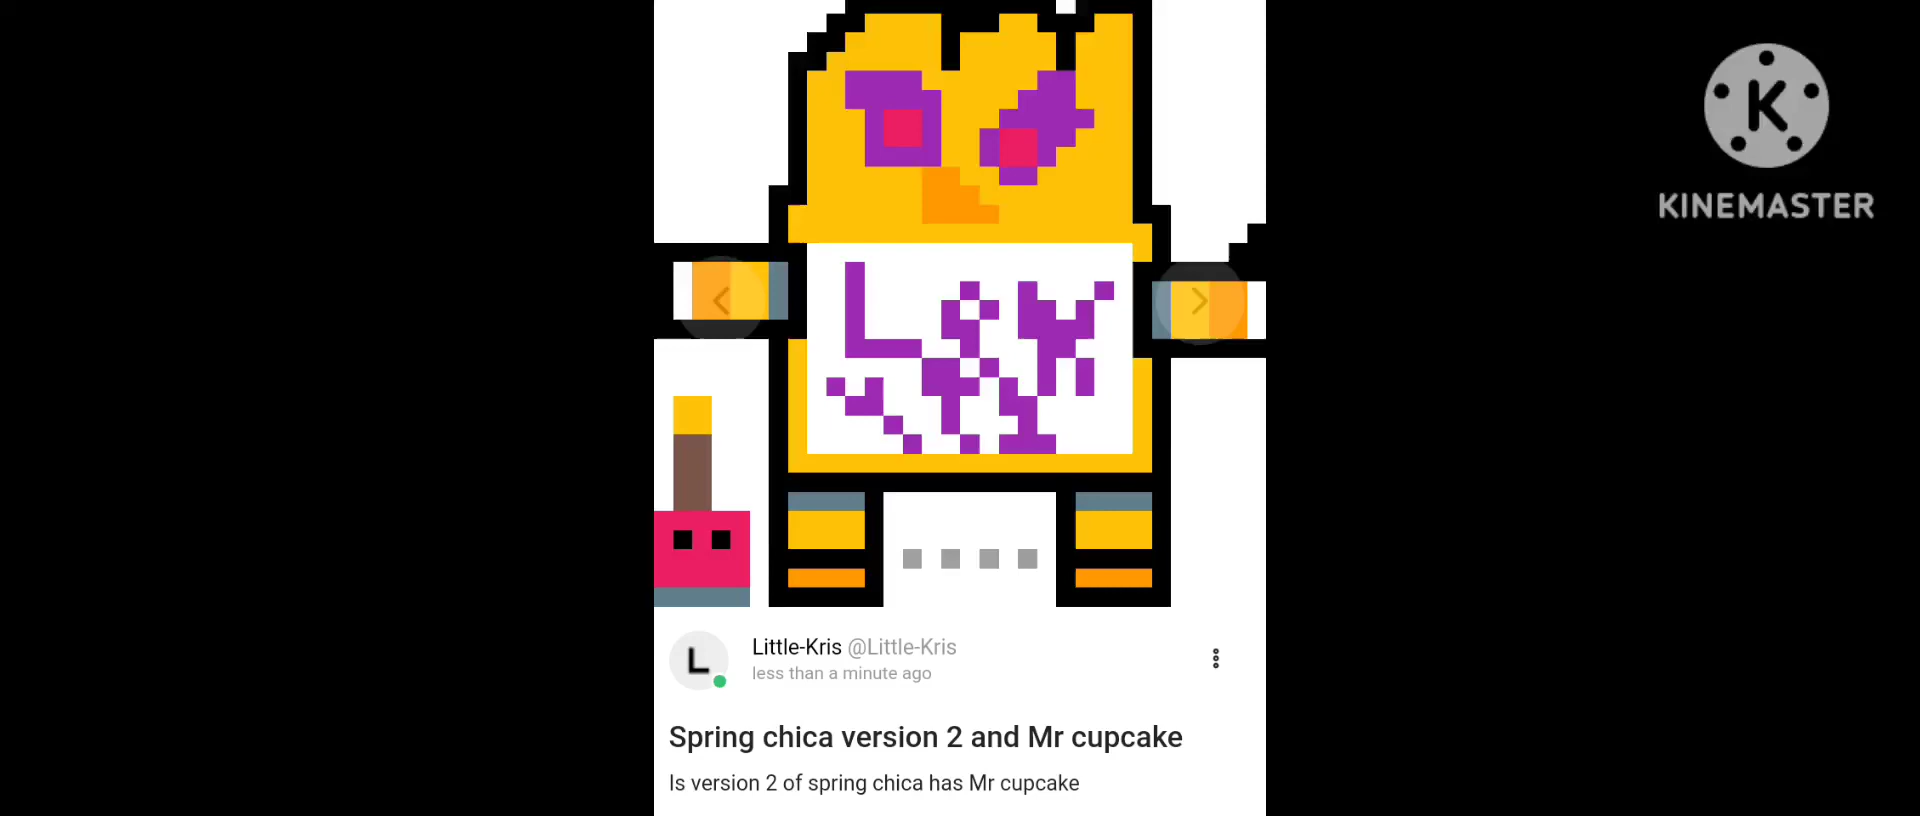 KINEMASTER
Little-Kris @Little-Kris
less than a minute ago
Spring chica version 2 and Mr cupcake
Is version 2 of spring chica has Mr cupcake